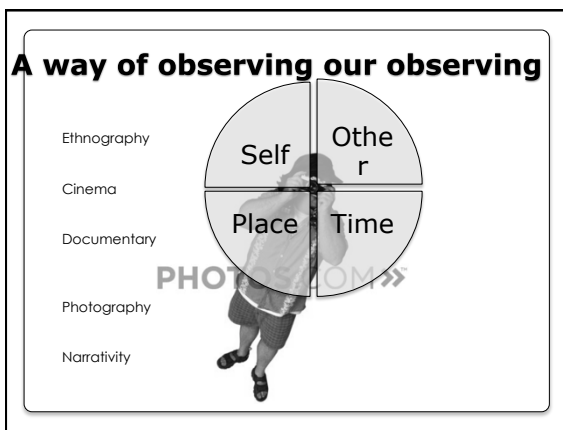 A way of observing our observing
Ethnography
Cinema
Documentary
Photography
Narrativity
Self
Othe
r
Place
Time
PHOTOS.COM»